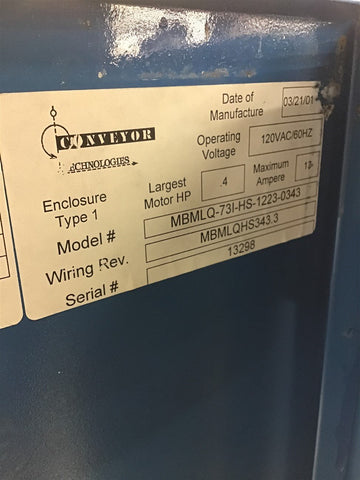 CONVEYOR
TECHNOLOGIES
Date of Manufacture 03/21/01
Operating Voltage 120VAC/60HZ
Enclosure Type 1
Largest Motor HP .4
Maximum Ampere
Model # MBMLQ-73I-HS-1223-0343
Wiring Rev. MBMLQHS343.3
Serial # 13298